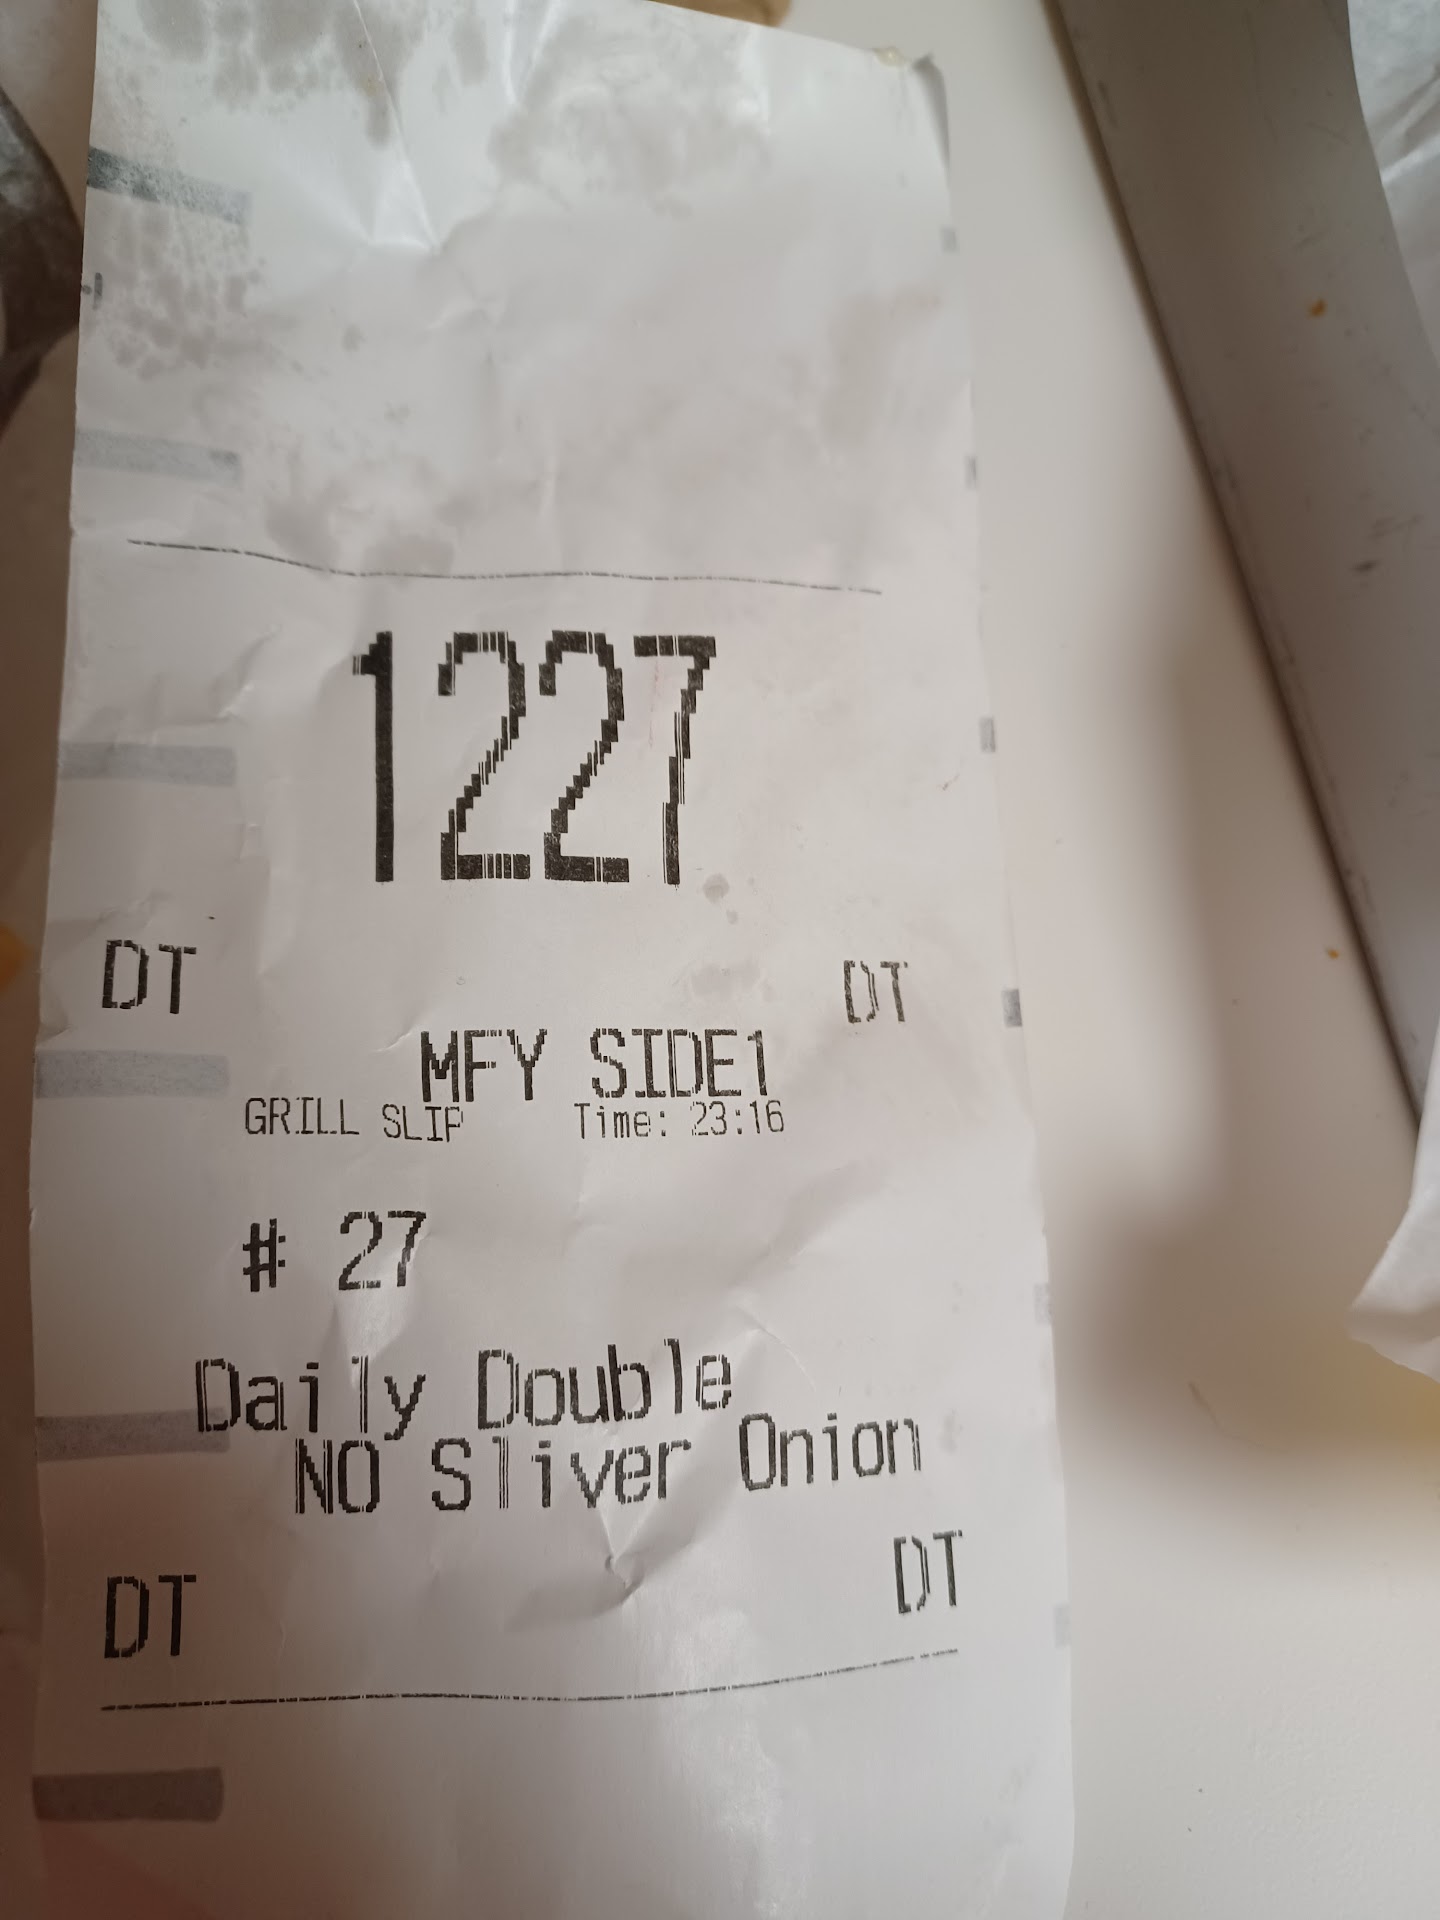 1227
DT DT
MFY SIDE1
GRILL SLIP Time: 23:16
# 27
Daily Double
NO Sliver Onion
DT DT